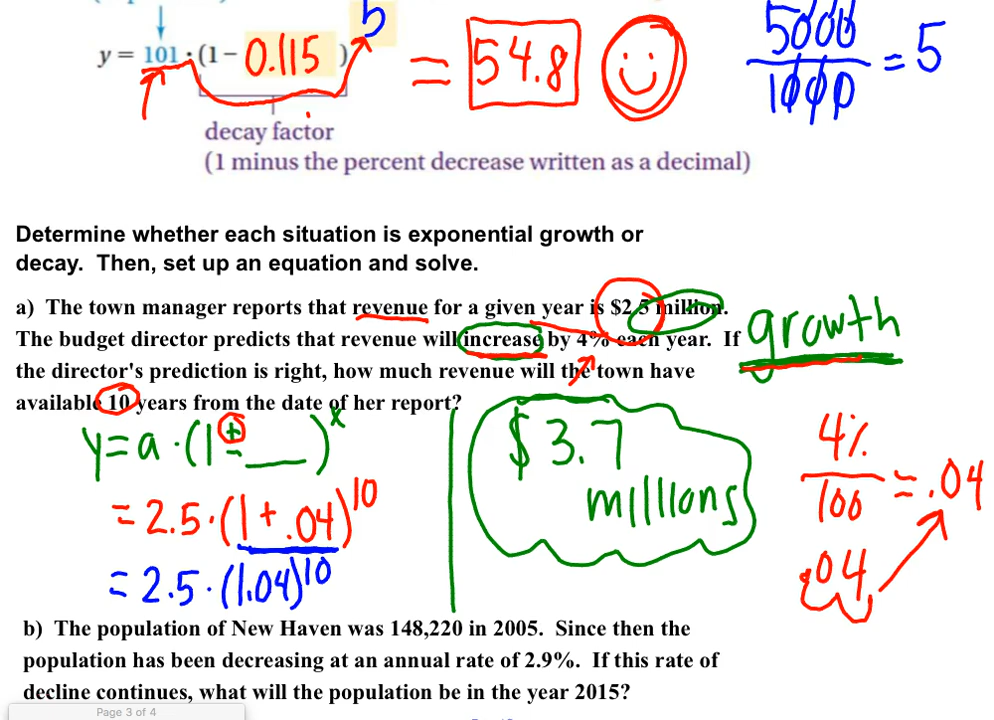 5
y = 101 · (1 − 0.115 ) = 54.8
5000
1000 = 5
decay factor
(1 minus the percent decrease written as a decimal)
Determine whether each situation is exponential growth or
decay. Then, set up an equation and solve.
a) The town manager reports that revenue for a given year is $2.5 million.
The budget director predicts that revenue will increase by 4% each year. If
the director's prediction is right, how much revenue will the town have
available 10 years from the date of her report?
growth
y = a · (1 ± __)^x
= 2.5 · (1 + .04)^10
= 2.5 · (1.04)^10
$ 3.7
millions
4%
100 = .04
.04
b) The population of New Haven was 148,220 in 2005. Since then the
population has been decreasing at an annual rate of 2.9%. If this rate of
decline continues, what will the population be in the year 2015?
Page 3 of 4